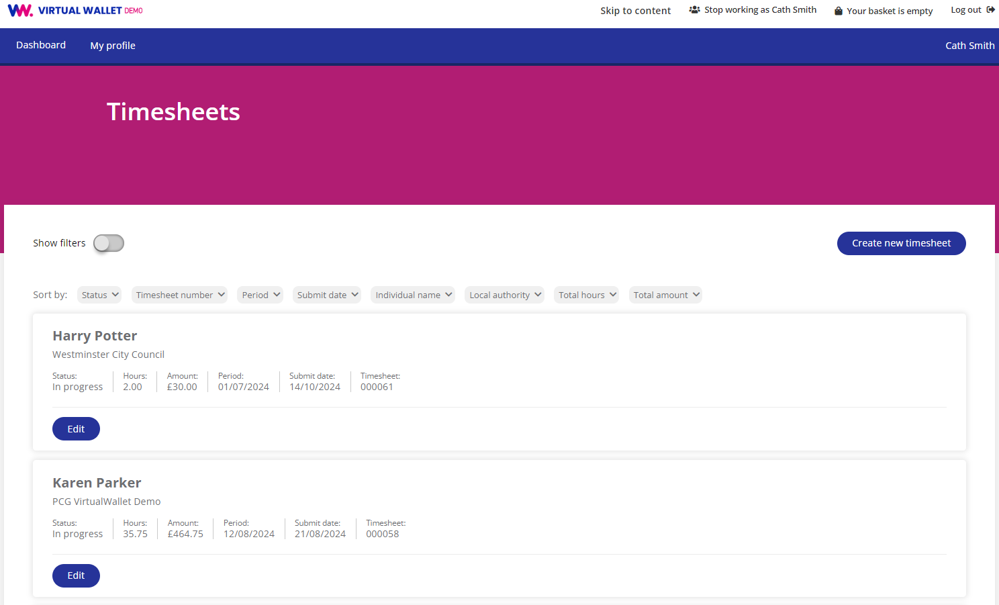 VIRTUAL WALLET DEMO
Skip to content
Stop working as Cath Smith
Your basket is empty
Log out
Dashboard
My profile
Cath Smith
Timesheets
Show filters
Create new timesheet
Sort by: Status Timesheet number Period Submit date Individual name Local authority Total hours Total amount
Harry Potter
Westminster City Council
Status: Hours: Amount: Period: Submit date: Timesheet:
In progress 2.00 £30.00 01/07/2024 14/10/2024 000061
Edit
Karen Parker
PCG VirtualWallet Demo
Status: Hours: Amount: Period: Submit date: Timesheet:
In progress 35.75 £464.75 12/08/2024 21/08/2024 000058
Edit